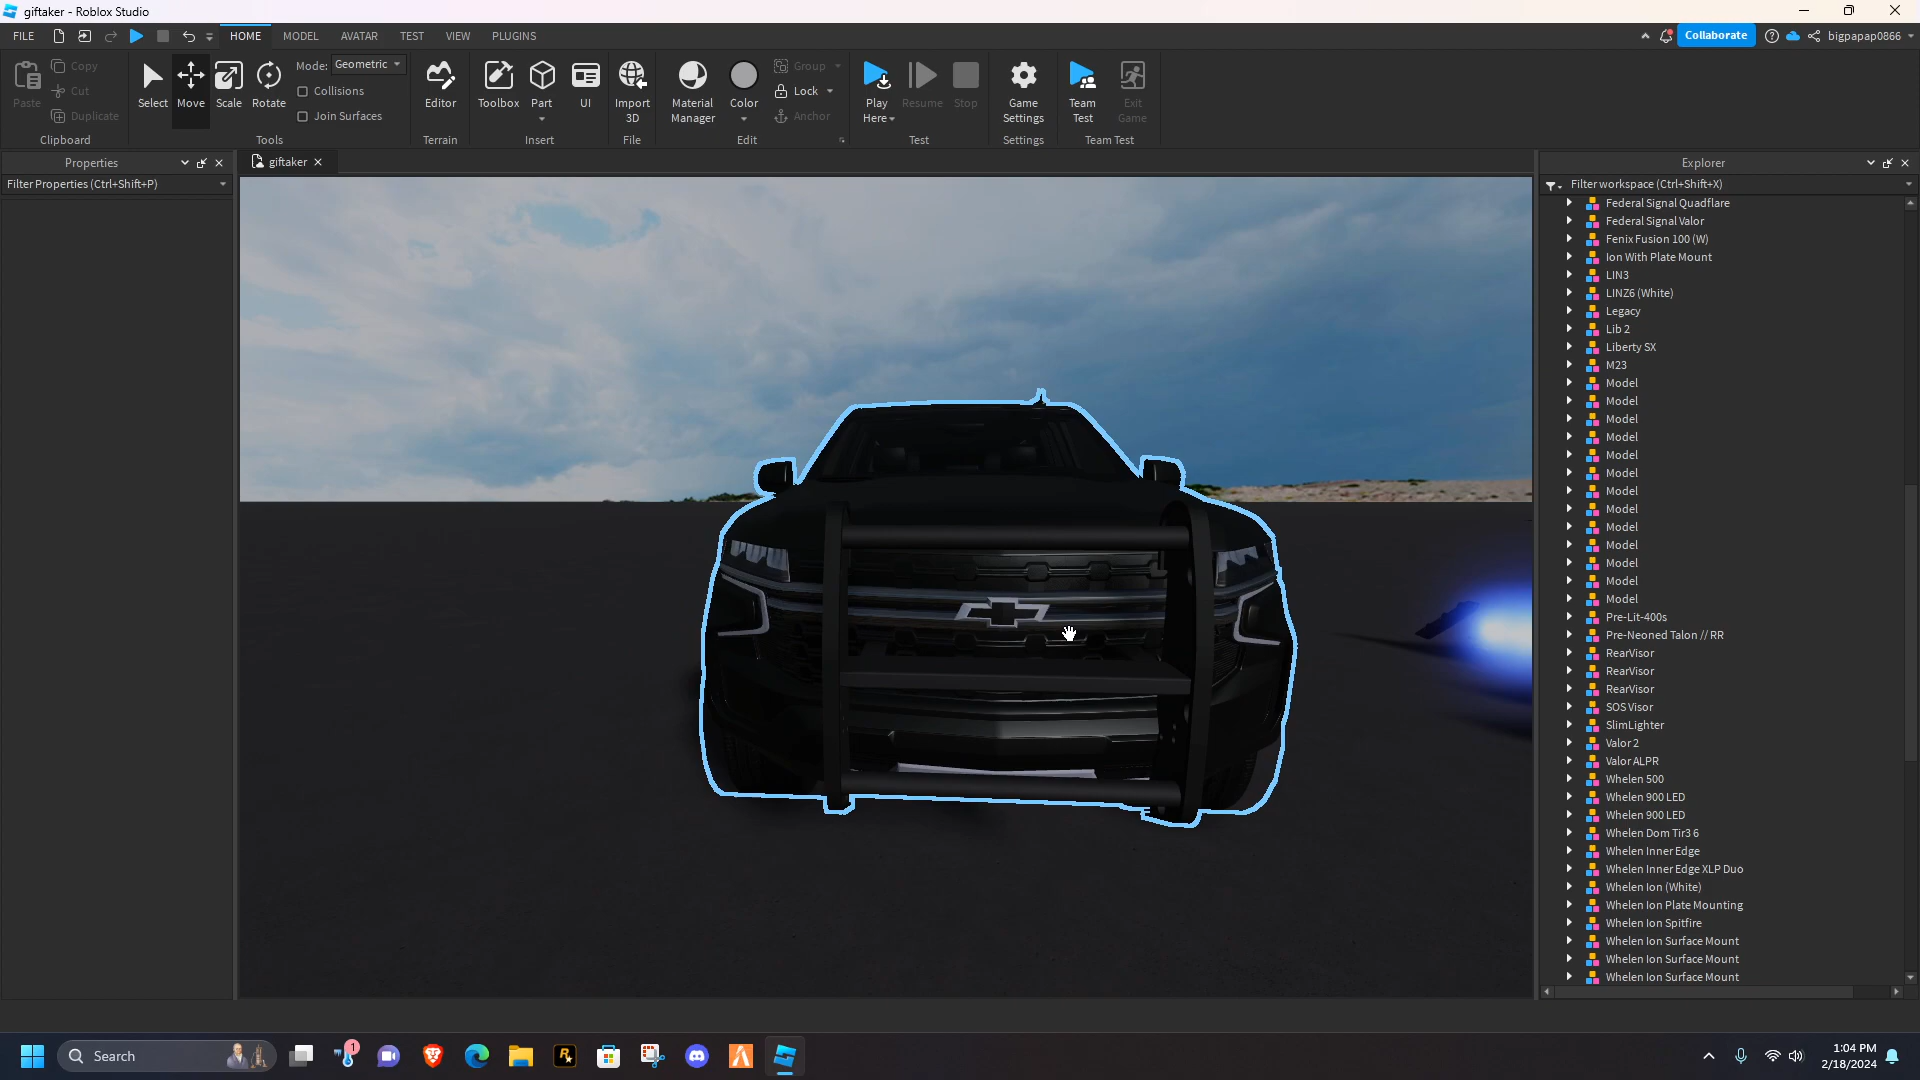 giftaker - Roblox Studio
FILE HOME MODEL AVATAR TEST VIEW PLUGINS Collaborate bigpapap0866
Paste Copy Cut Duplicate Clipboard
Select Move Scale Rotate Mode: Geometric Collisions Join Surfaces Tools
Editor Terrain
Toolbox Part UI Insert
Import 3D File
Material Manager Color Group Lock Anchor Edit
Play Here Resume Stop Test
Game Settings Settings
Team Test Exit Game Team Test
Properties
Filter Properties (Ctrl+Shift+P)
giftaker
Explorer
Filter workspace (Ctrl+Shift+X)
Federal Signal Quadflare
Federal Signal Valor
Fenix Fusion 100 (W)
Ion With Plate Mount
LIN3
LINZ6 (White)
Legacy
Lib 2
Liberty SX
M23
Model
Model
Model
Model
Model
Model
Model
Model
Model
Model
Model
Model
Model
Pre-Lit-400s
Pre-Neoned Talon // RR
RearVisor
RearVisor
RearVisor
SOS Visor
SlimLighter
Valor 2
Valor ALPR
Whelen 500
Whelen 900 LED
Whelen 900 LED
Whelen Dom Tir3 6
Whelen Inner Edge
Whelen Inner Edge XLP Duo
Whelen Ion (White)
Whelen Ion Plate Mounting
Whelen Ion Spitfire
Whelen Ion Surface Mount
Whelen Ion Surface Mount
Whelen Ion Surface Mount
Search
1
R
1:04 PM
2/18/2024